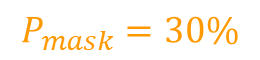 P_mask = 30%